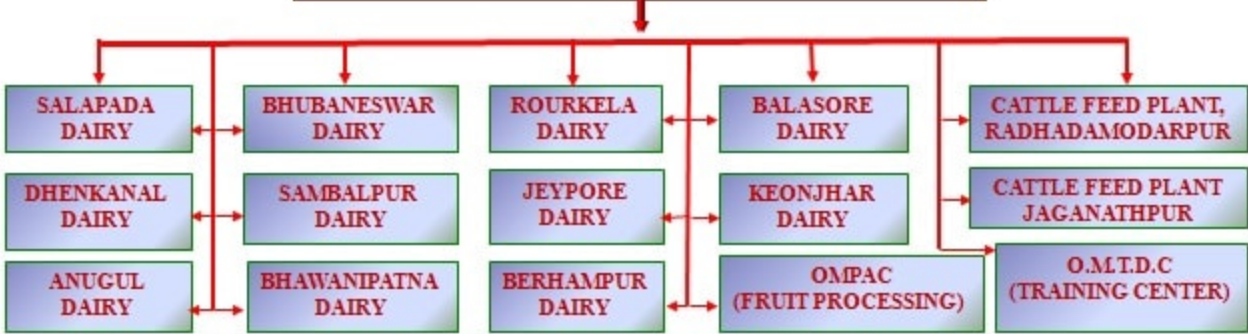 SALAPADA
DAIRY
BHUBANESWAR
DAIRY
ROURKELA
DAIRY
BALASORE
DAIRY
CATTLE FEED PLANT,
RADHADAMODARPUR
DHENKANAL
DAIRY
SAMBALPUR
DAIRY
JEYPORE
DAIRY
KEONJHAR
DAIRY
CATTLE FEED PLANT
JAGANATHPUR
ANUGUL
DAIRY
BHAWANIPATNA
DAIRY
BERHAMPUR
DAIRY
OMPAC
(FRUIT PROCESSING)
O.M.T.D.C
(TRAINING CENTER)